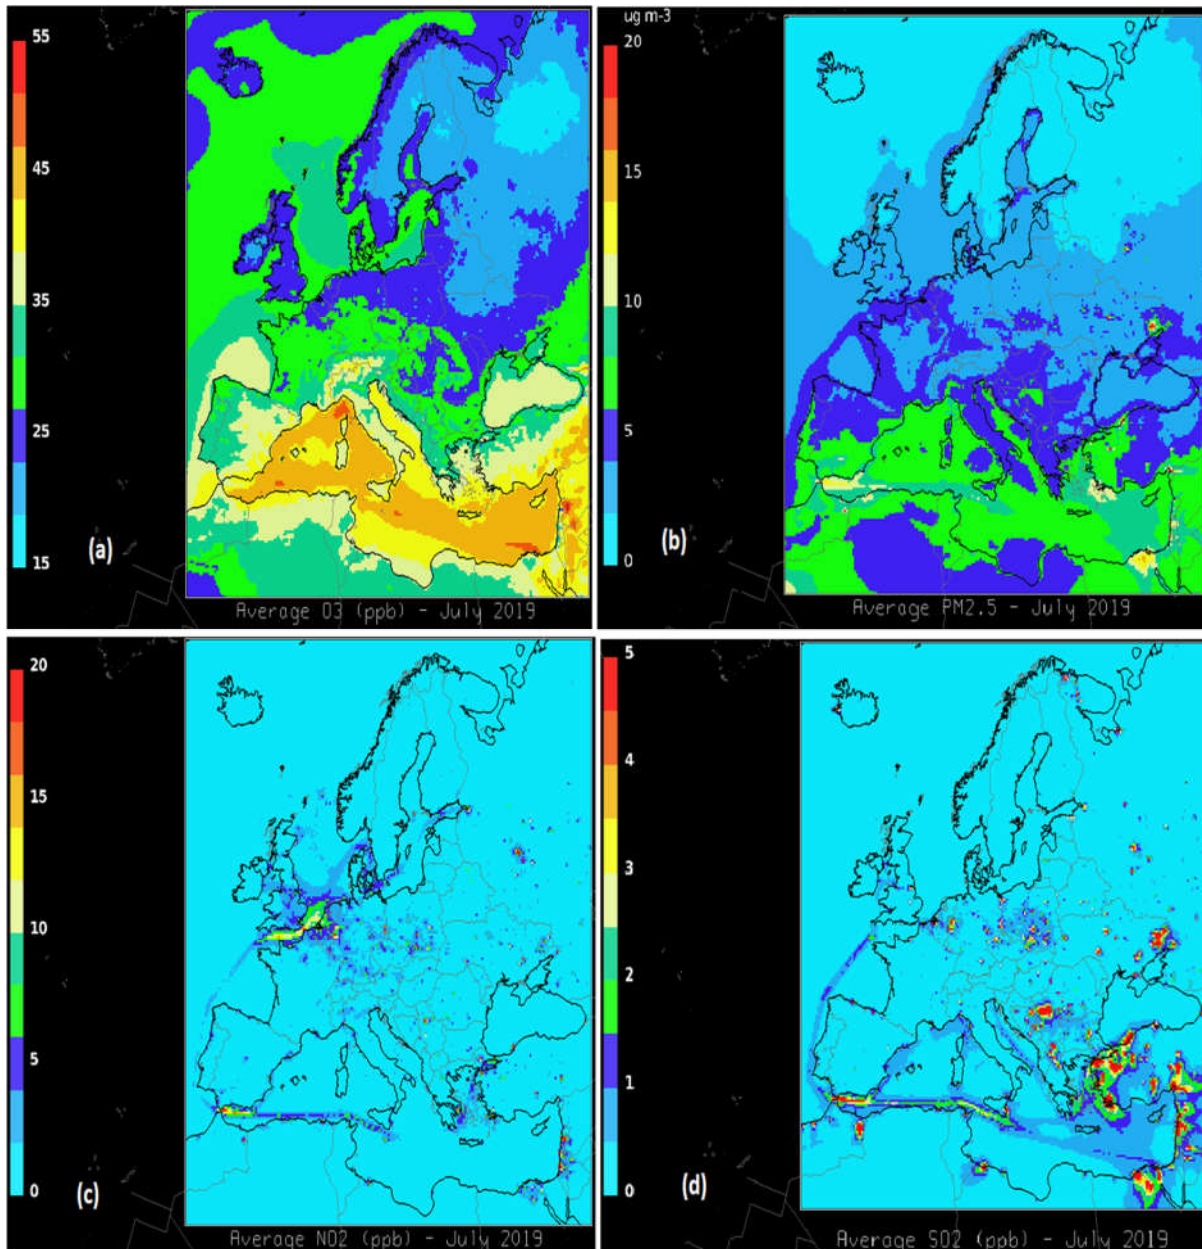 55
45
35
25
15
(a)
Average O3 (ppb) - July 2019
ug m-3
20
15
10
5
0
(b)
Average PM2.5 - July 2019
20
15
10
5
0
(c)
Average NO2 (ppb) - July 2019
5
4
3
2
1
0
(d)
Average SO2 (ppb) - July 2019